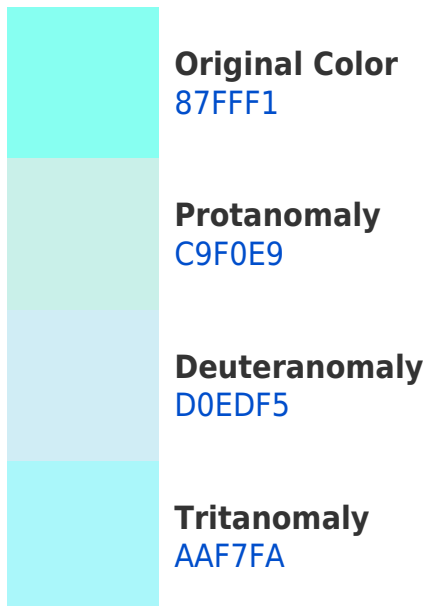 Original Color
87FFF1
Protanomaly
C9F0E9
Deuteranomaly
D0EDF5
Tritanomaly
AAF7FA